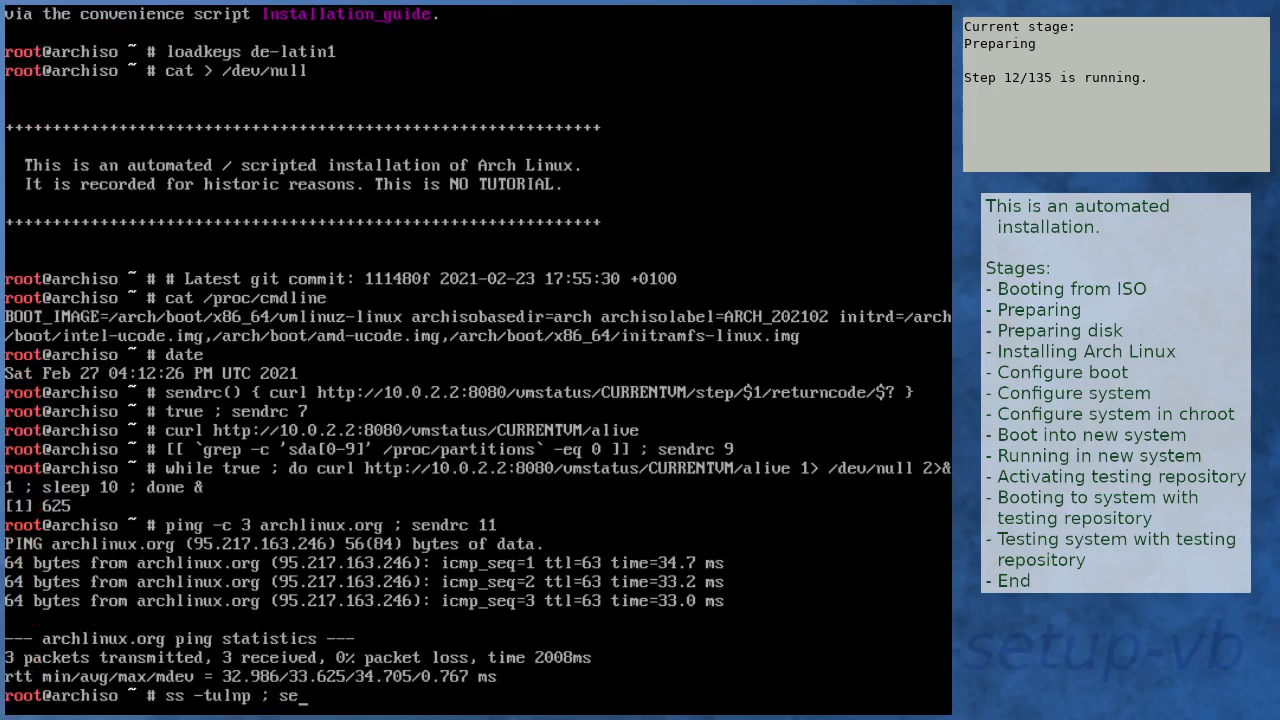 via the convenience script Installation_guide.
root@archiso ~ # loadkeys de-latin1
root@archiso ~ # cat > /dev/null
++++++++++++++++++++++++++++++++++++++++++++++++++++++++++++++++
This is an automated / scripted installation of Arch Linux.
It is recorded for historic reasons. This is NO TUTORIAL.
++++++++++++++++++++++++++++++++++++++++++++++++++++++++++++++++
root@archiso ~ # # Latest git commit: 111480f 2021-02-23 17:55:30 +0100
root@archiso ~ # cat /proc/cmdline
BOOT_IMAGE=/arch/boot/x86_64/vmlinuz-linux archisobasedir=arch archisolabel=ARCH_202102 initrd=/arch
/boot/intel-ucode.img,/arch/boot/amd-ucode.img,/arch/boot/x86_64/initramfs-linux.img
root@archiso ~ # date
Sat Feb 27 04:12:26 PM UTC 2021
root@archiso ~ # sendrc() { curl http://10.0.2.2:8080/vmstatus/CURRENTVM/step/$1/returncode/$? }
root@archiso ~ # true ; sendrc 7
root@archiso ~ # curl http://10.0.2.2:8080/vmstatus/CURRENTVM/alive
root@archiso ~ # [[ `grep -c 'sda[0-9]' /proc/partitions` -eq 0 ]] ; sendrc 9
root@archiso ~ # while true ; do curl http://10.0.2.2:8080/vmstatus/CURRENTVM/alive 1> /dev/null 2>&
1 ; sleep 10 ; done &
[1] 625
root@archiso ~ # ping -c 3 archlinux.org ; sendrc 11
PING archlinux.org (95.217.163.246) 56(84) bytes of data.
64 bytes from archlinux.org (95.217.163.246): icmp_seq=1 ttl=63 time=34.7 ms
64 bytes from archlinux.org (95.217.163.246): icmp_seq=2 ttl=63 time=33.2 ms
64 bytes from archlinux.org (95.217.163.246): icmp_seq=3 ttl=63 time=33.0 ms
--- archlinux.org ping statistics ---
3 packets transmitted, 3 received, 0% packet loss, time 2008ms
rtt min/avg/max/mdev = 32.986/33.625/34.705/0.767 ms
root@archiso ~ # ss -tulnp ; se_
Current stage:
Preparing
Step 12/135 is running.
This is an automated
installation.
Stages:
- Booting from ISO
- Preparing
- Preparing disk
- Installing Arch Linux
- Configure boot
- Configure system
- Configure system in chroot
- Boot into new system
- Running in new system
- Activating testing repository
- Booting to system with
testing repository
- Testing system with testing
repository
- End
-setup-vb